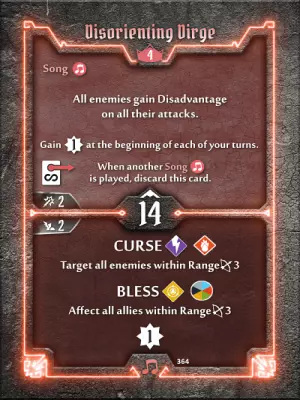 Disorienting Dirge
4
Song
All enemies gain Disadvantage
on all their attacks.
Gain 1 at the beginning of each of your turns.
When another Song
is played, discard this card.
2
14
2
CURSE
Target all enemies within Range 3
BLESS
Affect all allies within Range 3
1
364